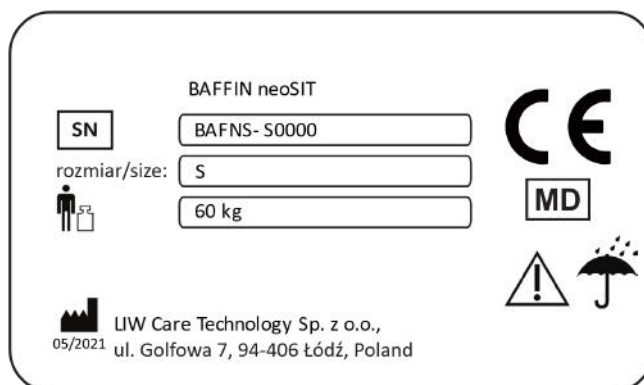 BAFFIN neoSIT
SN
BAFNS- S0000
rozmiar/size:
S
60 kg
CE
MD
LIW Care Technology Sp. z o.o.,
05/2021
ul. Golfowa 7, 94-406 Łódź, Poland